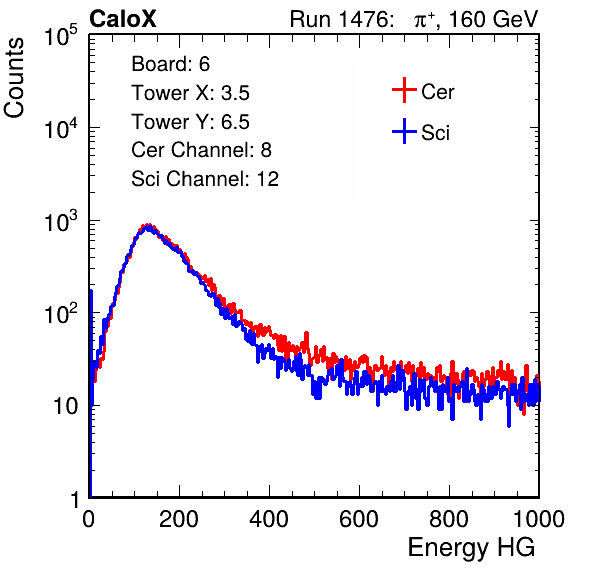 CaloX Run 1476: π⁺, 160 GeV
Counts
10⁵
10⁴
10³
10²
10
1
Board: 6
Tower X: 3.5
Tower Y: 6.5
Cer Channel: 8
Sci Channel: 12
Cer
Sci
0 200 400 600 800 1000
Energy HG